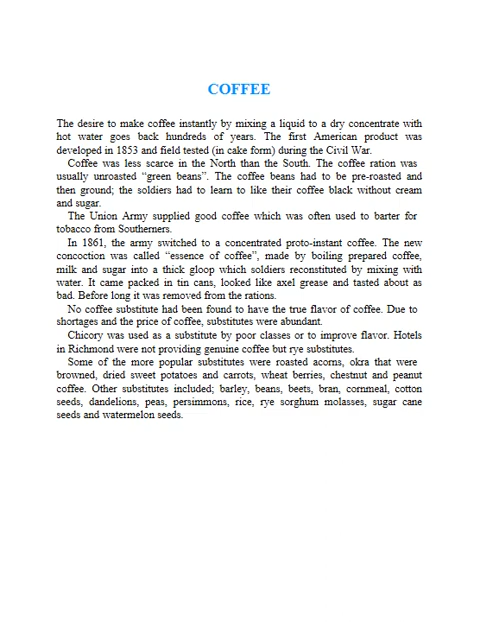 COFFEE
The desire to make coffee instantly by mixing a liquid to a dry concentrate with
hot water goes back hundreds of years. The first American product was
developed in 1853 and field tested (in cake form) during the Civil War.
Coffee was less scarce in the North than the South. The coffee ration was
usually unroasted “green beans”. The coffee beans had to be pre-roasted and
then ground; the soldiers had to learn to like their coffee black without cream
and sugar.
The Union Army supplied good coffee which was often used to barter for
tobacco from Southerners.
In 1861, the army switched to a concentrated proto-instant coffee. The new
concoction was called “essence of coffee”, made by boiling prepared coffee,
milk and sugar into a thick gloop which soldiers reconstituted by mixing with
water. It came packed in tin cans, looked like axel grease and tasted about as
bad. Before long it was removed from the rations.
No coffee substitute had been found to have the true flavor of coffee. Due to
shortages and the price of coffee, substitutes were abundant.
Chicory was used as a substitute by poor classes or to improve flavor. Hotels
in Richmond were not providing genuine coffee but rye substitutes.
Some of the more popular substitutes were roasted acorns, okra that were
browned, dried sweet potatoes and carrots, wheat berries, chestnut and peanut
coffee. Other substitutes included; barley, beans, beets, bran, cornmeal, cotton
seeds, dandelions, peas, persimmons, rice, rye sorghum molasses, sugar cane
seeds and watermelon seeds.